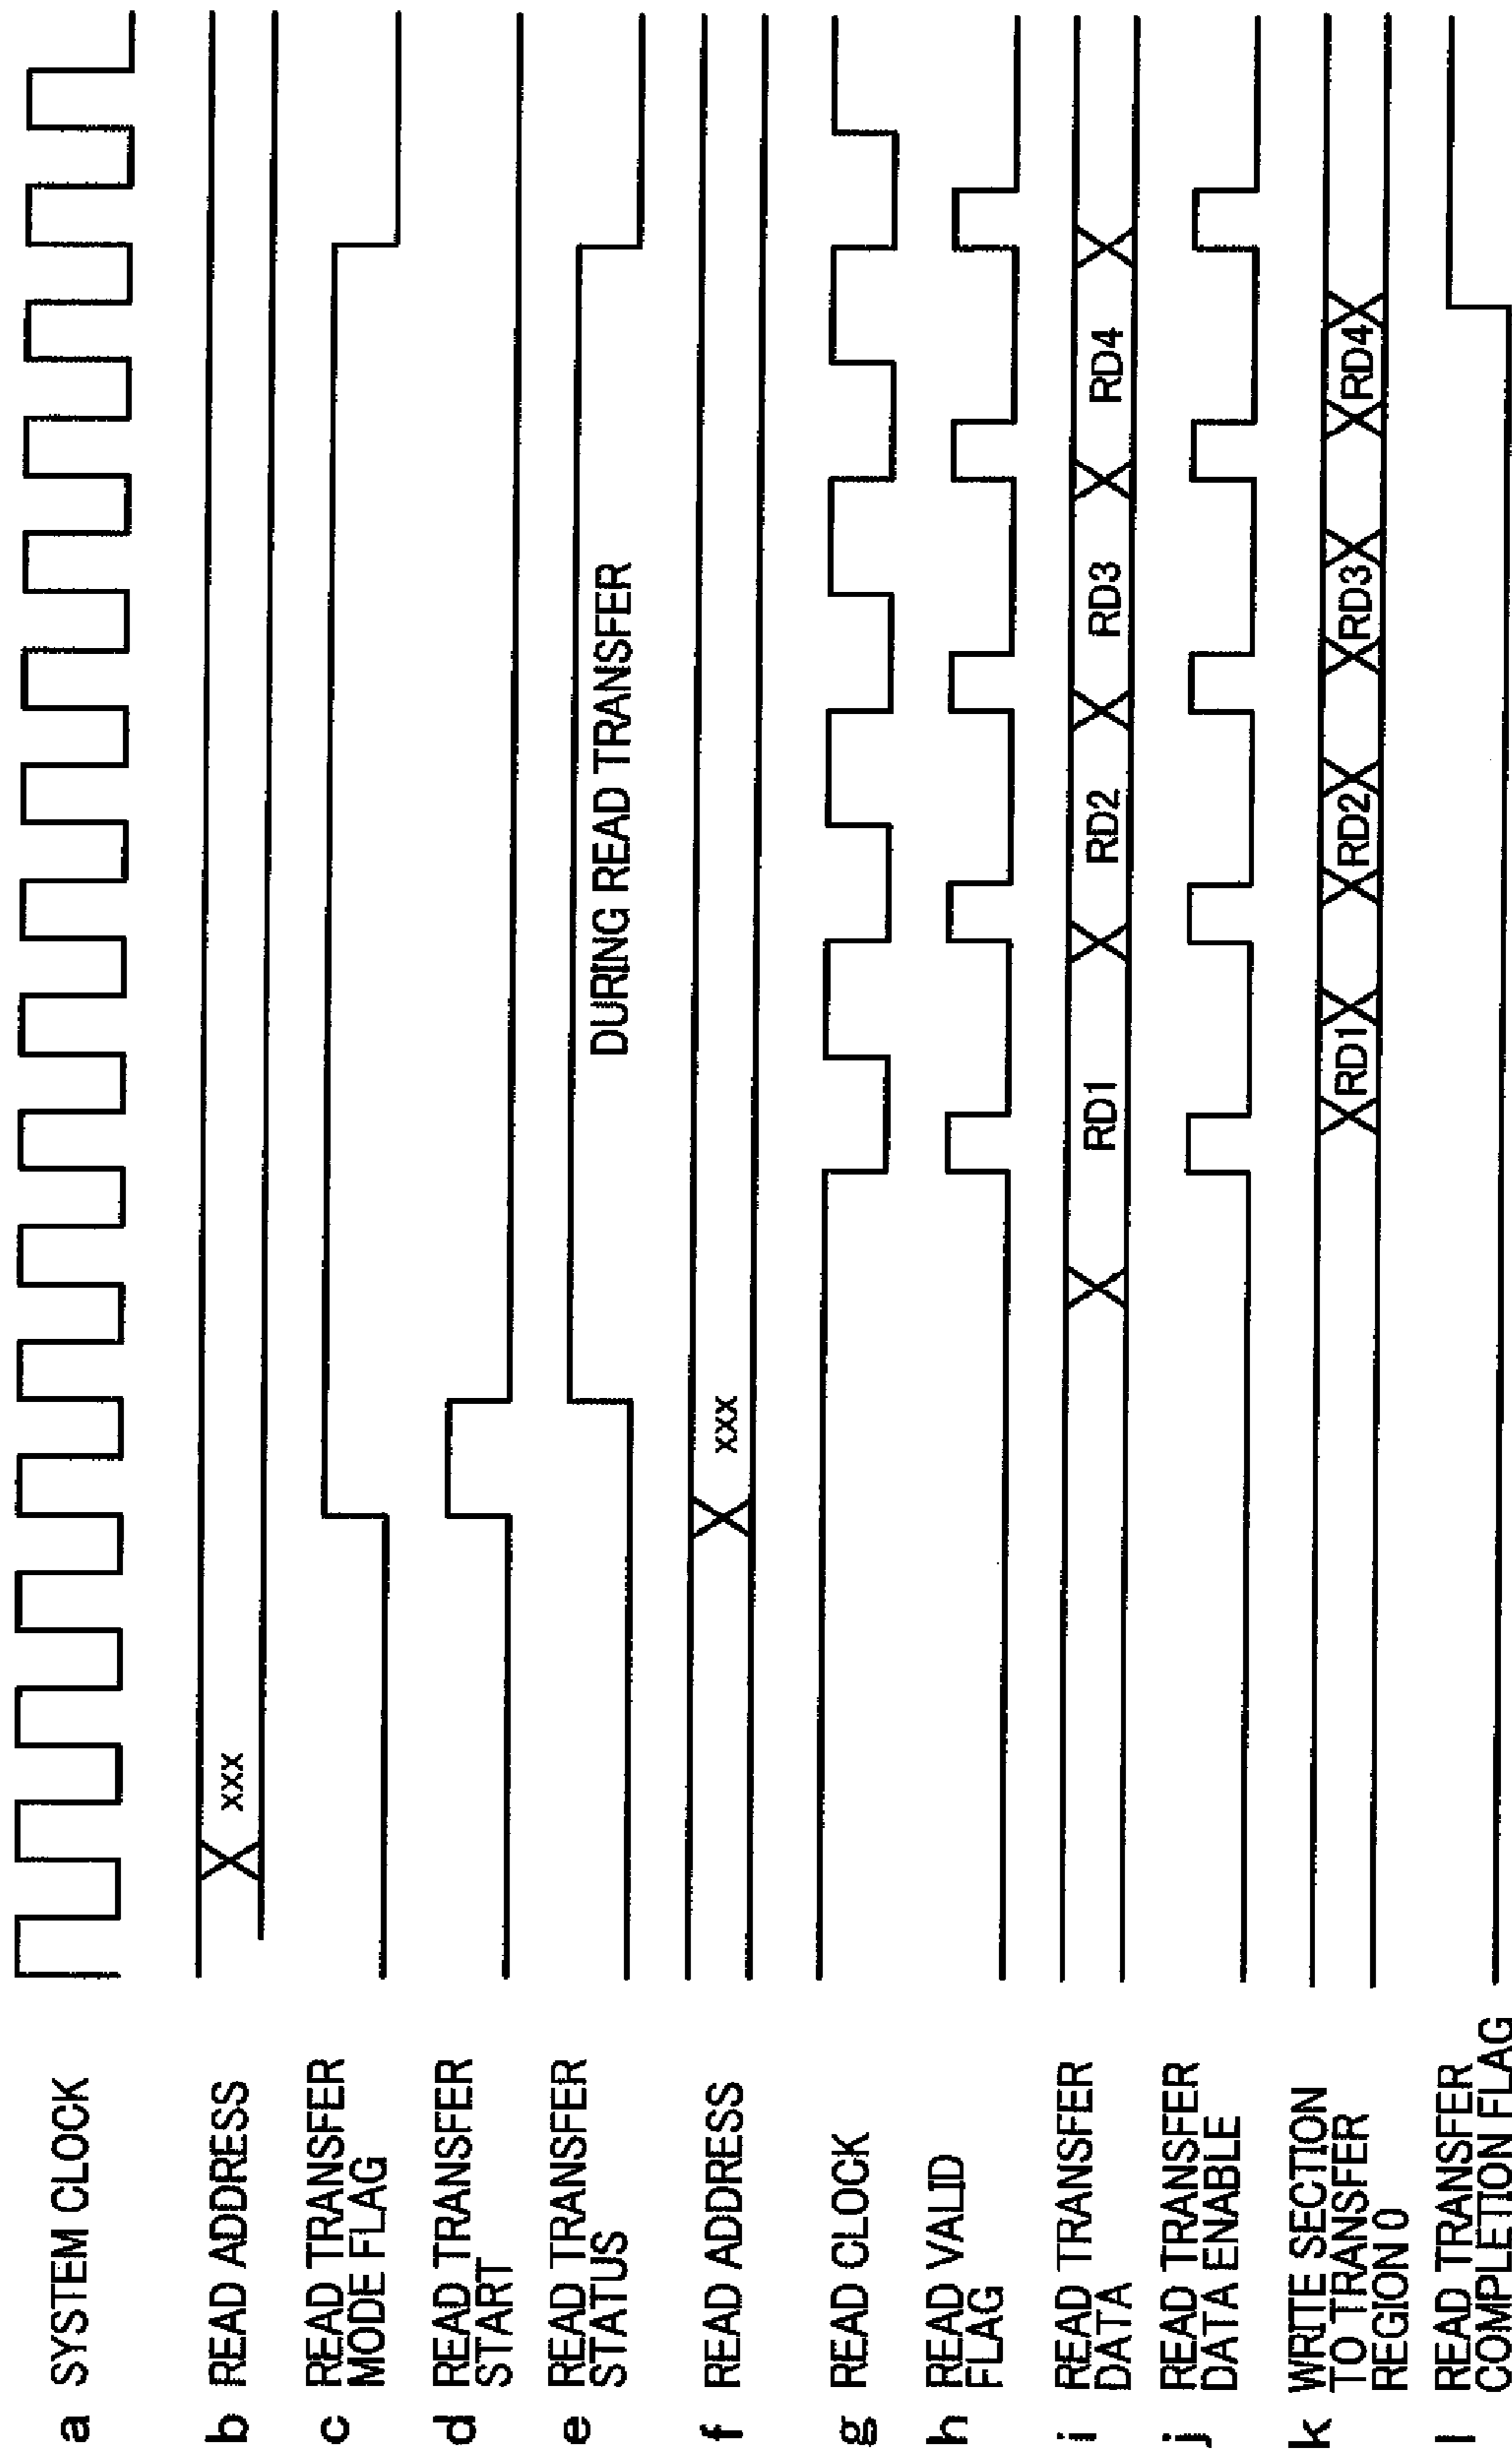 a SYSTEM CLOCK
b READ ADDRESS
xxx
c READ TRANSFER
MODE FLAG
d READ TRANSFER
START
e READ TRANSFER
STATUS
DURING READ TRANSFER
f READ ADDRESS
xxx
g READ CLOCK
h READ VALID
FLAG
i READ TRANSFER
DATA
RD1 RD2 RD3 RD4
j READ TRANSFER
DATA ENABLE
k WRITE SECTION
TO TRANSFER
REGION 0
RD1 RD2 RD3 RD4
l READ TRANSFER
COMPLETION FLAG